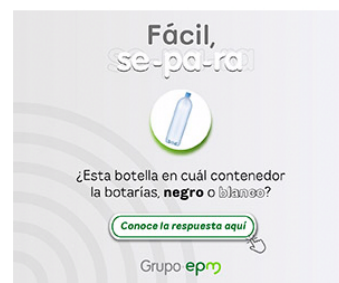 Fácil,
se-pa-ra
¿Esta botella en cuál contenedor
la botarías, negro o blanco?
Conoce la respuesta aquí
Grupo·epm